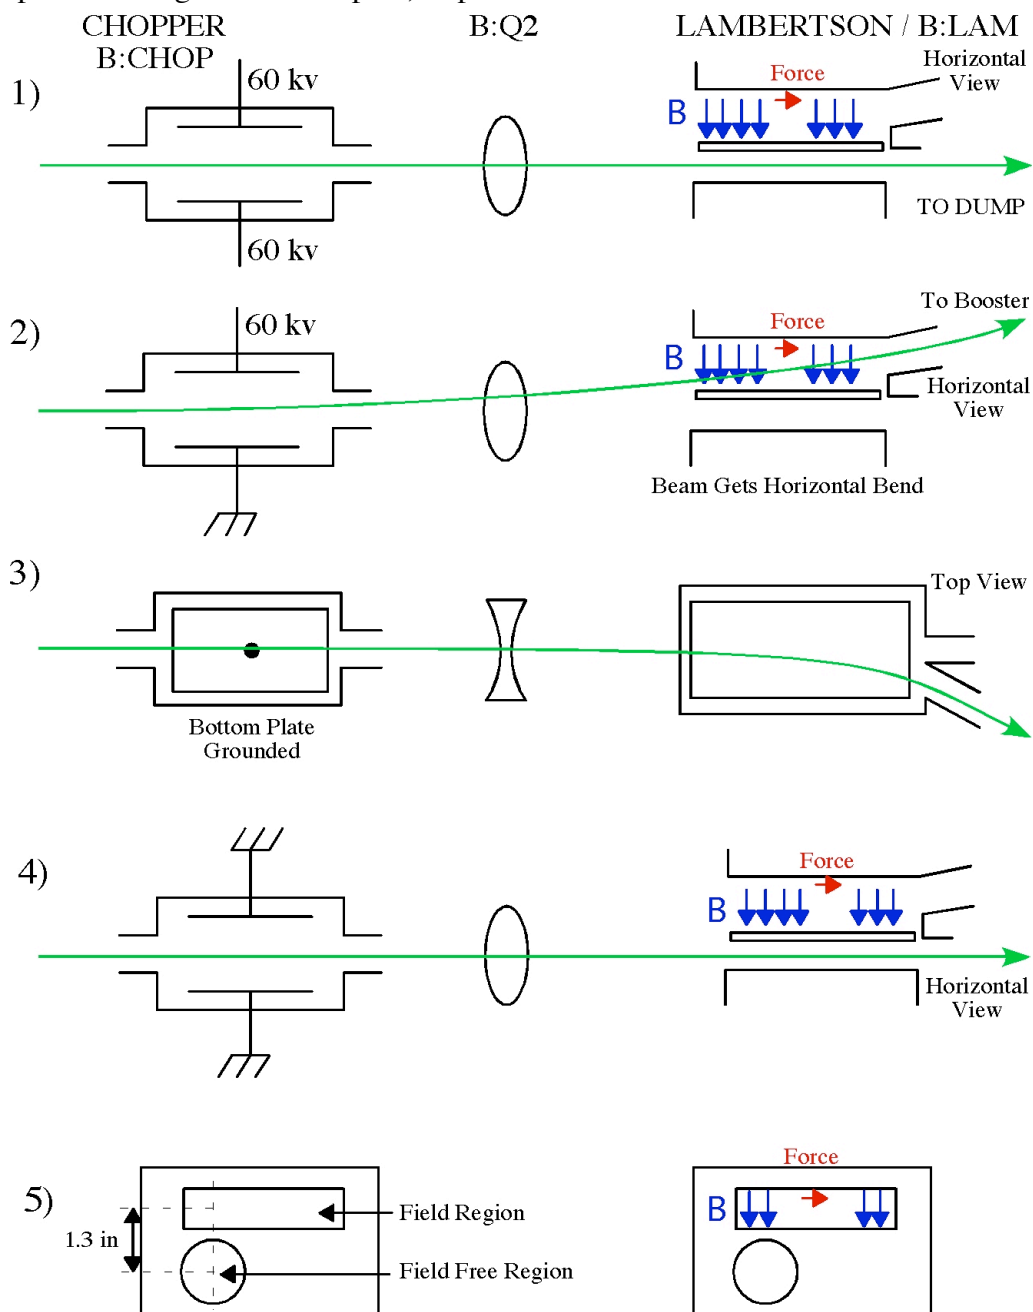 CHOPPER
B:CHOP
B:Q2
LAMBERTSON / B:LAM
1)
60 kv
60 kv
Force
B
Horizontal
View
TO DUMP
2)
60 kv
Force
B
To Booster
Horizontal
View
Beam Gets Horizontal Bend
3)
Top View
Bottom Plate
Grounded
4)
Force
B
Horizontal
View
5)
1.3 in
Field Region
Field Free Region
Force
B